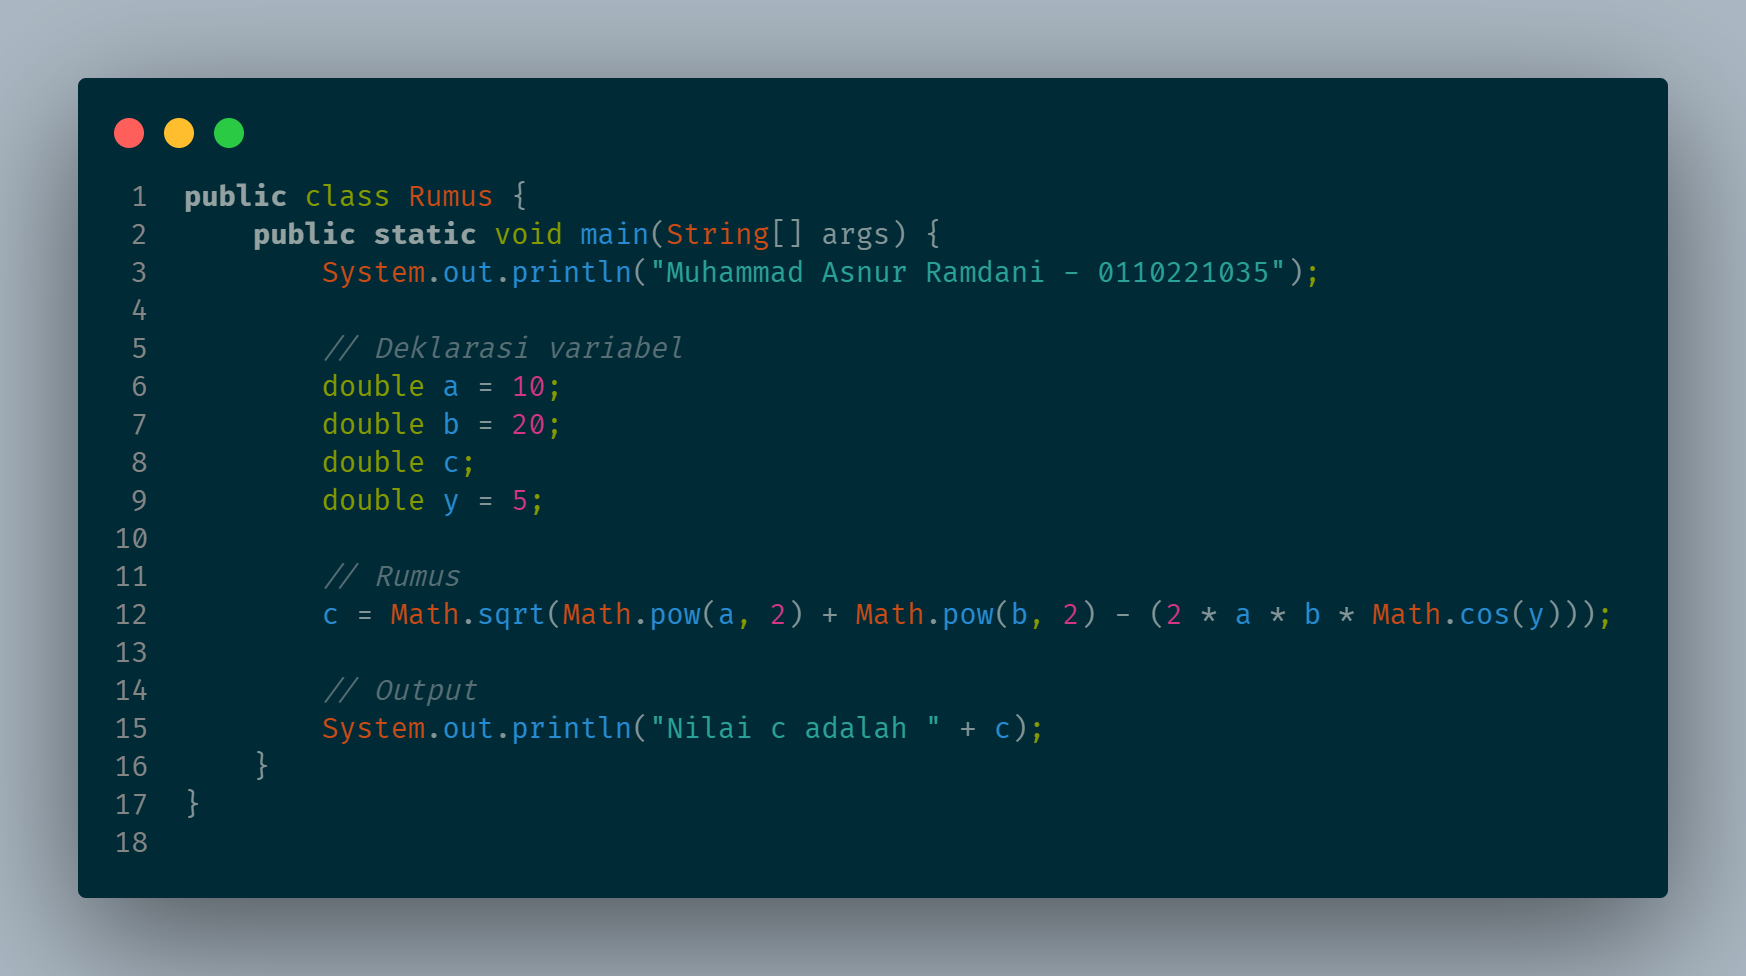 1 public class Rumus {
2 public static void main(String[] args) {
3 System.out.println("Muhammad Asnur Ramdani - 0110221035");
4
5 // Deklarasi variabel
6 double a = 10;
7 double b = 20;
8 double c;
9 double y = 5;
10
11 // Rumus
12 c = Math.sqrt(Math.pow(a, 2) + Math.pow(b, 2) - (2 * a * b * Math.cos(y)));
13
14 // Output
15 System.out.println("Nilai c adalah " + c);
16 }
17 }
18